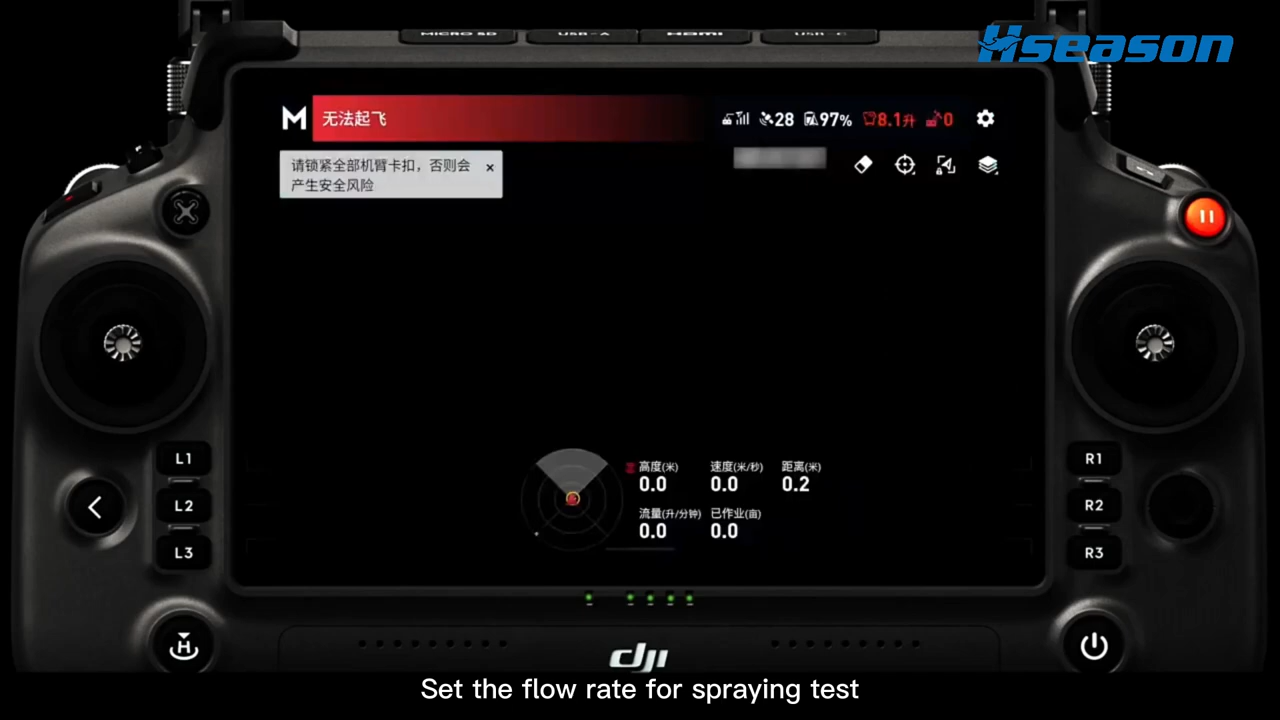 MICRO SD
USB-A
HDMI
USB-C
Hseason
M
无法起飞
28
97%
8.1升
0
请锁紧全部机臂卡扣，否则会
产生安全风险
×
高度(米)
速度(米/秒)
距离(米)
0.0
0.0
0.2
流量(升/分钟)
已作业(亩)
0.0
0.0
L1
L2
L3
R1
R2
R3
H
dji
Set the flow rate for spraying test